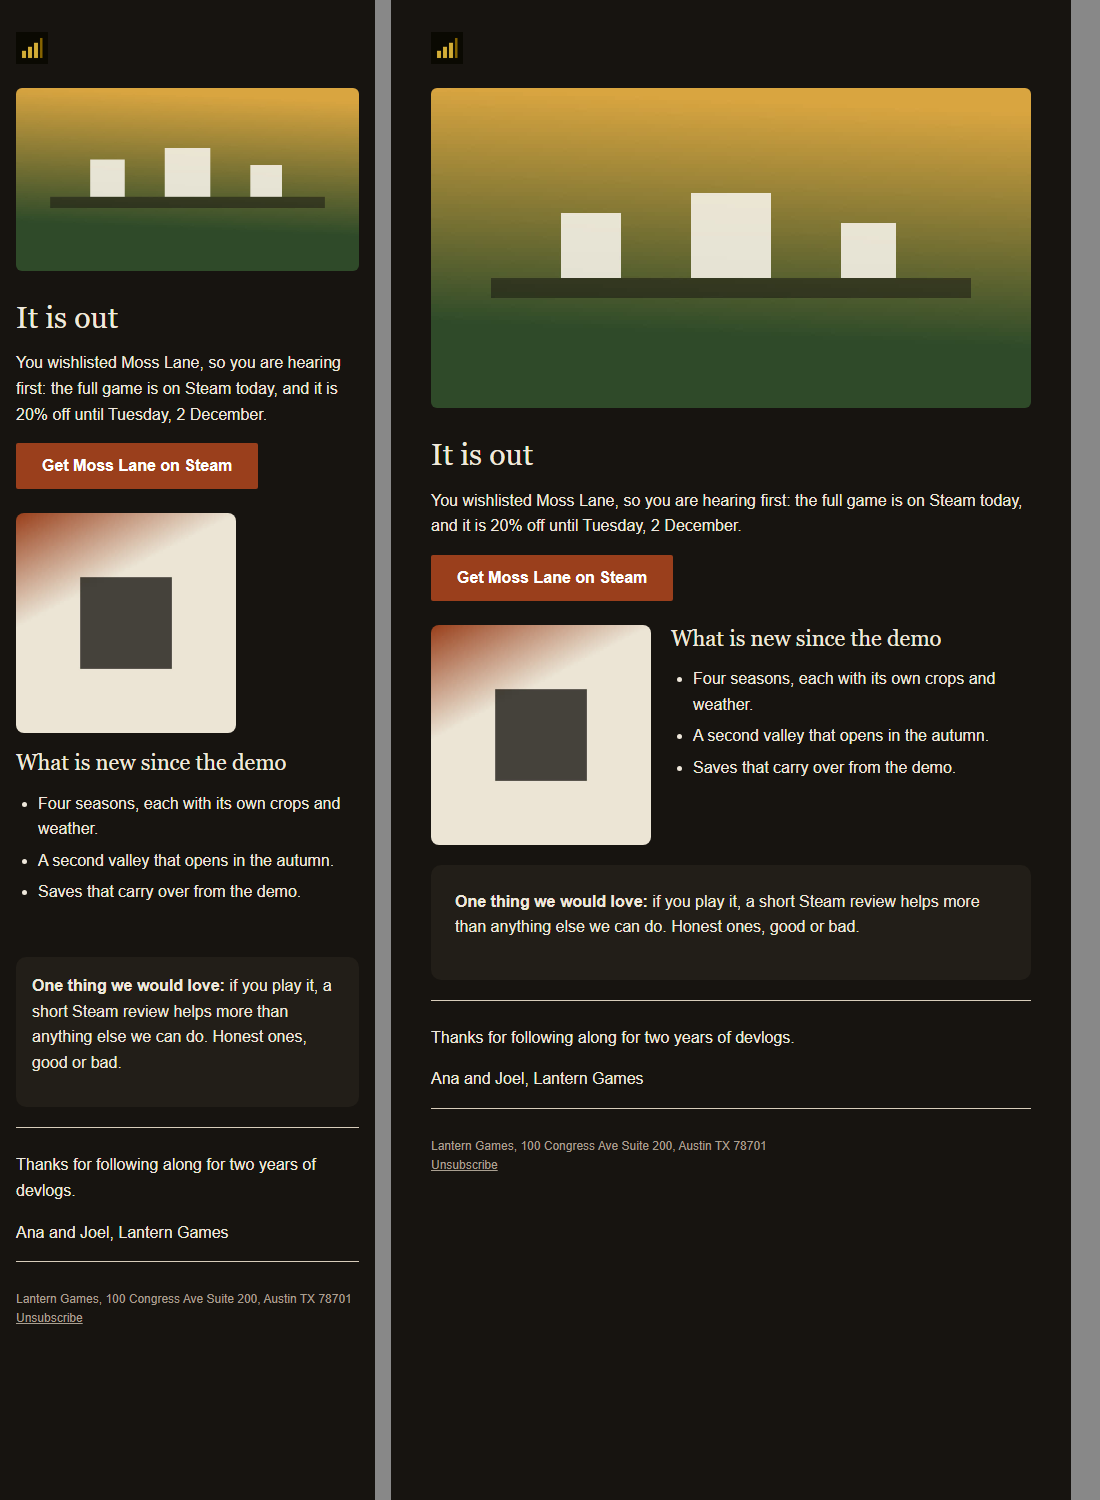 It is out
You wishlisted Moss Lane, so you are hearing
first: the full game is on Steam today, and it is
20% off until Tuesday, 2 December.
Get Moss Lane on Steam
What is new since the demo
• Four seasons, each with its own crops and
weather.
• A second valley that opens in the autumn.
• Saves that carry over from the demo.
One thing we would love: if you play it, a
short Steam review helps more than
anything else we can do. Honest ones,
good or bad.
Thanks for following along for two years of
devlogs.
Ana and Joel, Lantern Games
Lantern Games, 100 Congress Ave Suite 200, Austin TX 78701
Unsubscribe
It is out
You wishlisted Moss Lane, so you are hearing first: the full game is on Steam today,
and it is 20% off until Tuesday, 2 December.
Get Moss Lane on Steam
What is new since the demo
• Four seasons, each with its own crops and
weather.
• A second valley that opens in the autumn.
• Saves that carry over from the demo.
One thing we would love: if you play it, a short Steam review helps more
than anything else we can do. Honest ones, good or bad.
Thanks for following along for two years of devlogs.
Ana and Joel, Lantern Games
Lantern Games, 100 Congress Ave Suite 200, Austin TX 78701
Unsubscribe